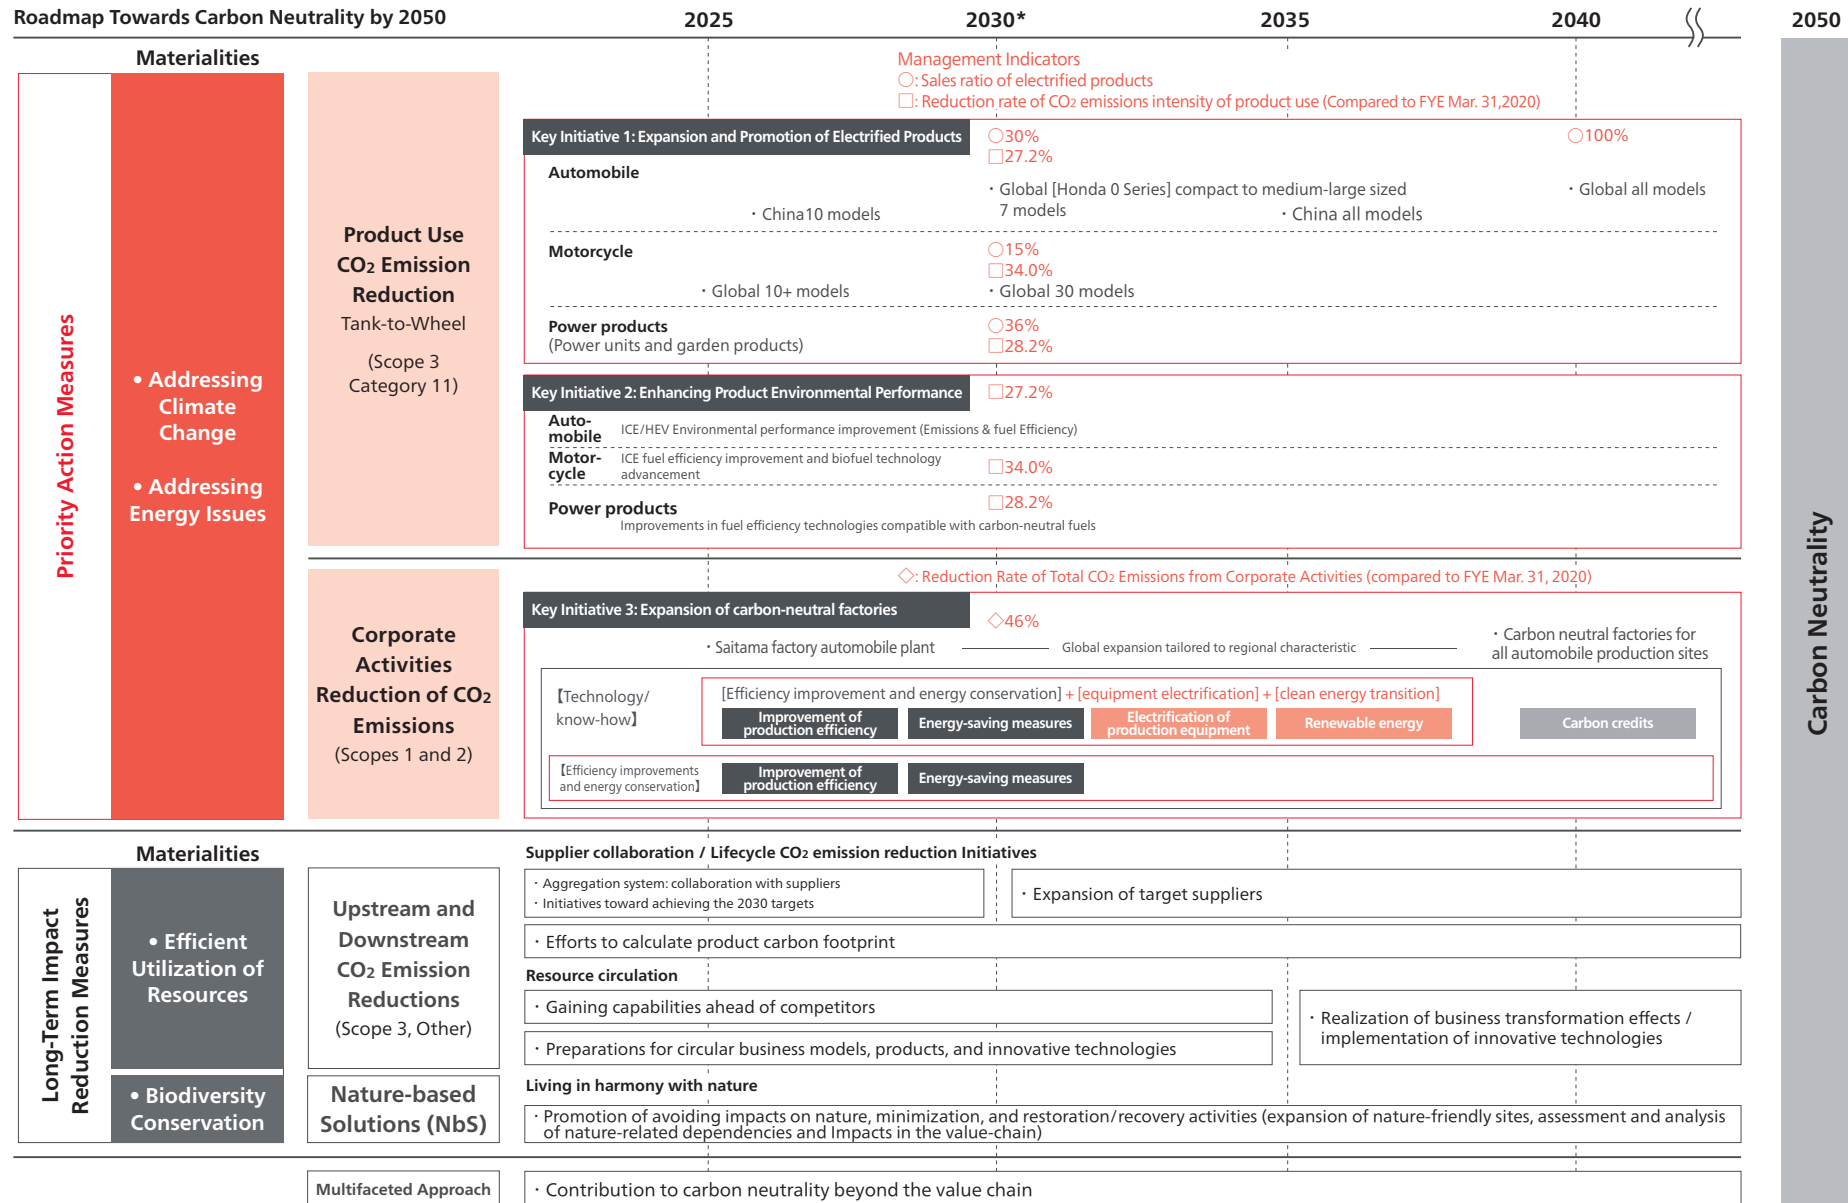 Roadmap Towards Carbon Neutrality by 2050
2025
2030*
2035
2040
2050
Materialities
Management Indicators
○: Sales ratio of electrified products
□: Reduction rate of CO2 emissions intensity of product use (Compared to FYE Mar. 31,2020)
Priority Action Measures
• Addressing
Climate
Change
• Addressing
Energy Issues
Product Use
CO2 Emission
Reduction
Tank-to-Wheel
(Scope 3
Category 11)
Key Initiative 1: Expansion and Promotion of Electrified Products
○30%
□27.2%
○100%
Automobile
・China10 models
・Global [Honda 0 Series] compact to medium-large sized
7 models
・China all models
・Global all models
Motorcycle
○15%
□34.0%
・Global 10+ models
・Global 30 models
Power products
(Power units and garden products)
○36%
□28.2%
Key Initiative 2: Enhancing Product Environmental Performance
□27.2%
Auto-
mobile
ICE/HEV Environmental performance improvement (Emissions & fuel Efficiency)
Motor-
cycle
ICE fuel efficiency improvement and biofuel technology
advancement
□34.0%
Power products
□28.2%
Improvements in fuel efficiency technologies compatible with carbon-neutral fuels
Corporate
Activities
Reduction of CO2
Emissions
(Scopes 1 and 2)
◇: Reduction Rate of Total CO2 Emissions from Corporate Activities (compared to FYE Mar. 31, 2020)
Key Initiative 3: Expansion of carbon-neutral factories
◇46%
・Saitama factory automobile plant
Global expansion tailored to regional characteristic
・Carbon neutral factories for
all automobile production sites
【Technology/
know-how】
[Efficiency improvement and energy conservation] + [equipment electrification] + [clean energy transition]
Improvement of
production efficiency
Energy-saving measures
Electrification of
production equipment
Renewable energy
Carbon credits
【Efficiency improvements
and energy conservation】
Improvement of
production efficiency
Energy-saving measures
Carbon Neutrality
Materialities
Long-Term Impact
Reduction Measures
• Efficient
Utilization of
Resources
Upstream and
Downstream
CO2 Emission
Reductions
(Scope 3, Other)
Supplier collaboration / Lifecycle CO2 emission reduction Initiatives
・Aggregation system: collaboration with suppliers
・Initiatives toward achieving the 2030 targets
・Expansion of target suppliers
・Efforts to calculate product carbon footprint
Resource circulation
・Gaining capabilities ahead of competitors
・Preparations for circular business models, products, and innovative technologies
・Realization of business transformation effects /
implementation of innovative technologies
• Biodiversity
Conservation
Nature-based
Solutions (NbS)
Living in harmony with nature
・Promotion of avoiding impacts on nature, minimization, and restoration/recovery activities (expansion of nature-friendly sites, assessment and analysis
of nature-related dependencies and Impacts in the value-chain)
Multifaceted Approach
・Contribution to carbon neutrality beyond the value chain